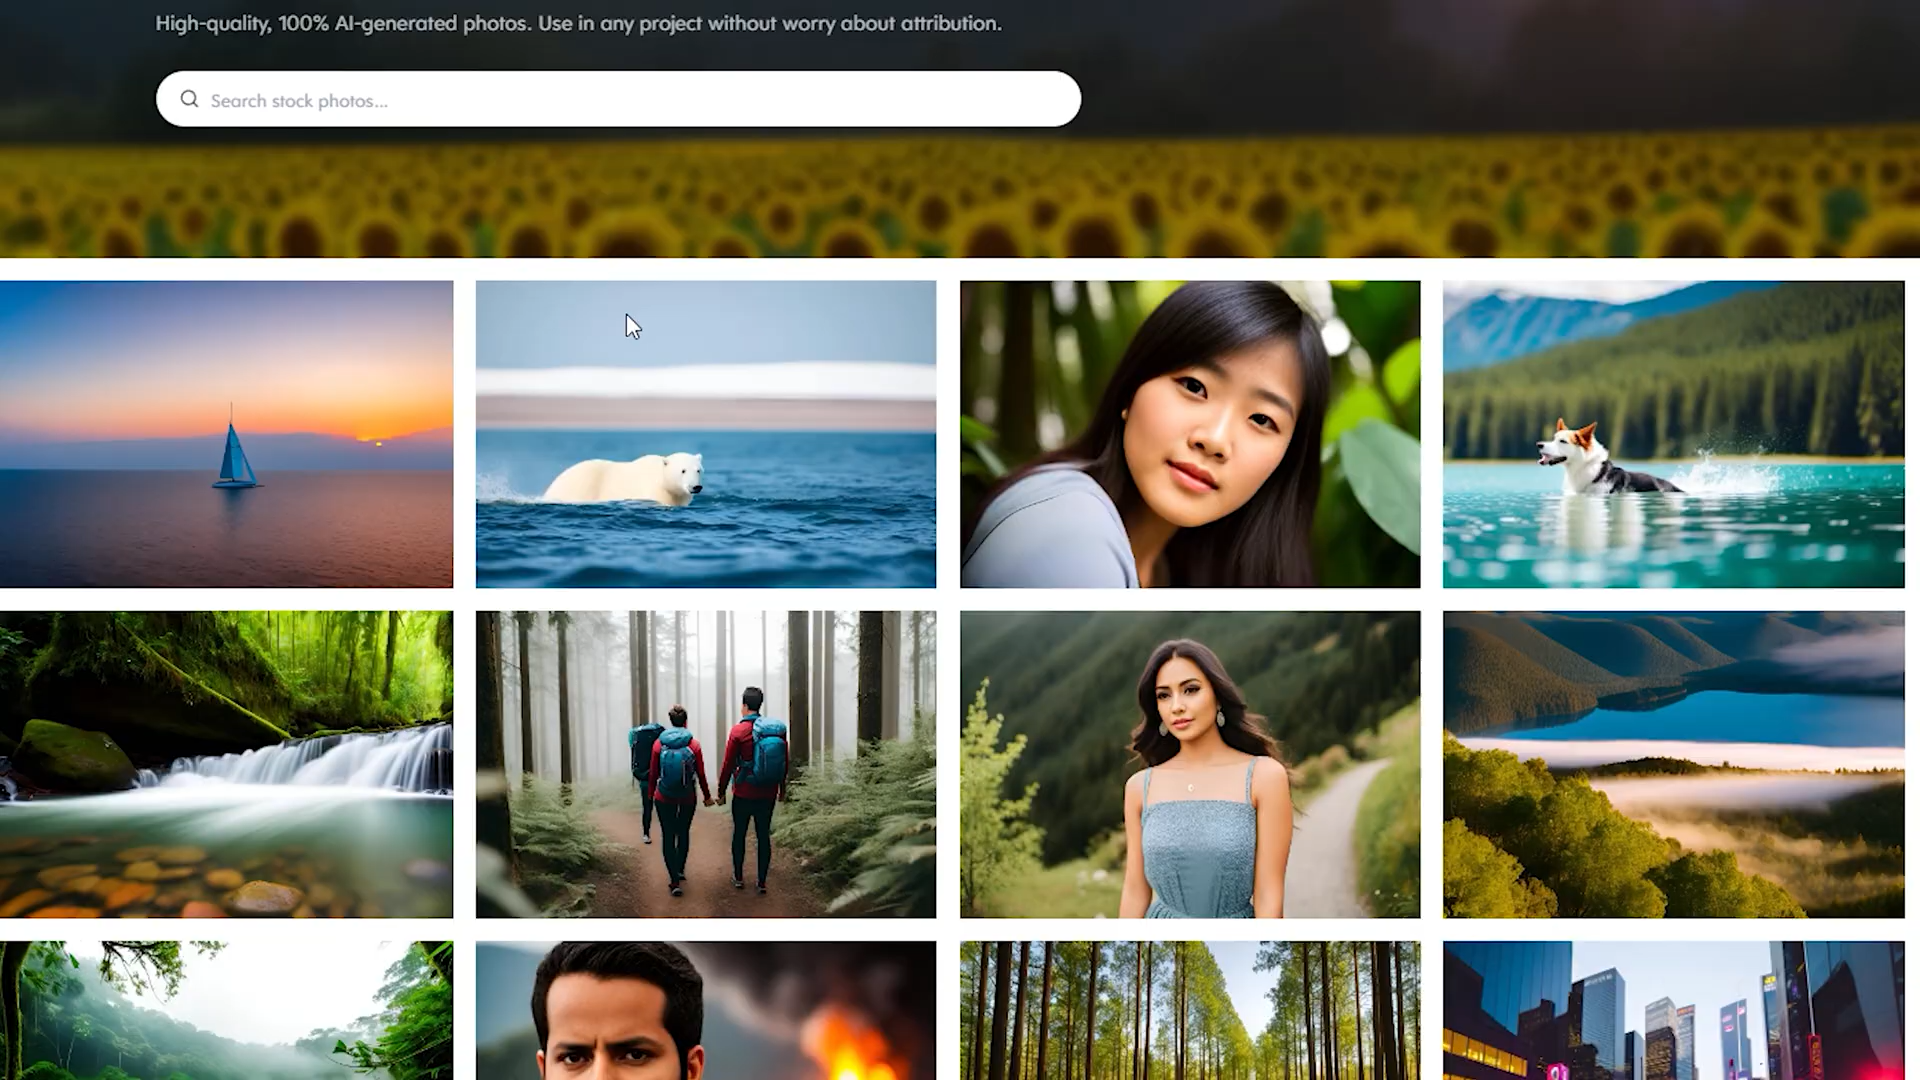 High-quality, 100% AI-generated photos. Use in any project without worry about attribution.
Search stock photos...